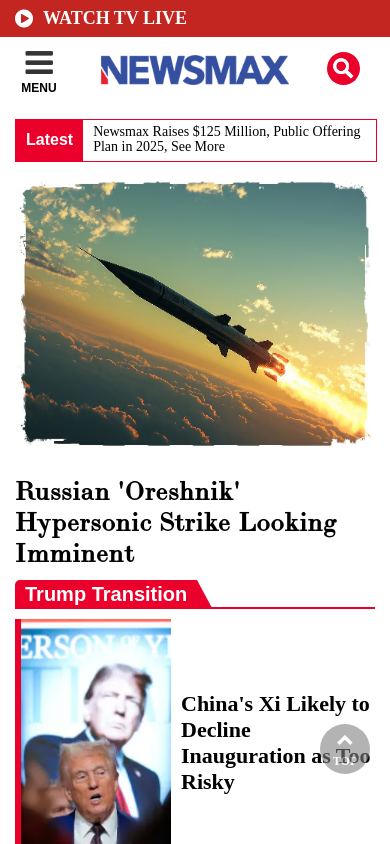 WATCH TV LIVE
MENU
NEWSMAX
Latest
Newsmax Raises $125 Million, Public Offering
Plan in 2025, See More
Russian 'Oreshnik'
Hypersonic Strike Looking
Imminent
Trump Transition
ERSON OF
China's Xi Likely to
Decline
Inauguration as Too
Risky
TOP